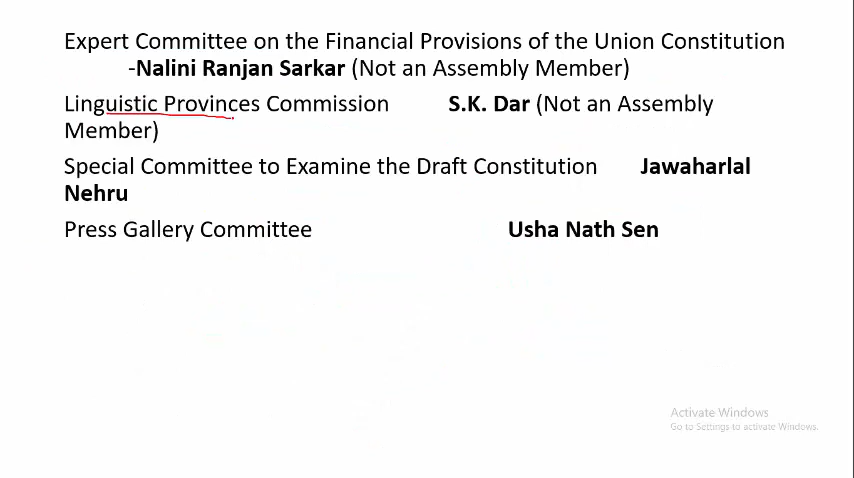 Expert Committee on the Financial Provisions of the Union Constitution
-Nalini Ranjan Sarkar (Not an Assembly Member)
Linguistic Provinces Commission S.K. Dar (Not an Assembly
Member)
Special Committee to Examine the Draft Constitution Jawaharlal
Nehru
Press Gallery Committee Usha Nath Sen
Activate Windows
Go to Settings to activate Windows.